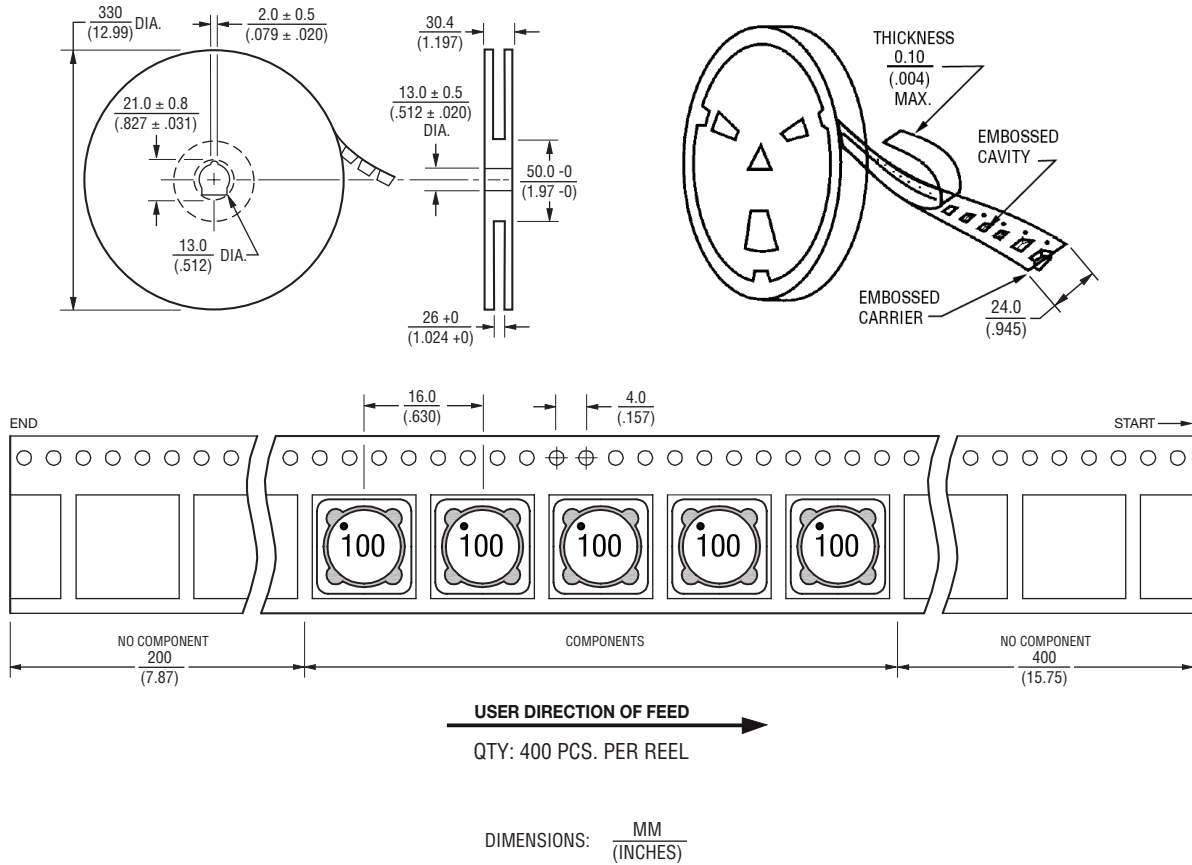 330
(12.99)
DIA.
2.0 ± 0.5
(.079 ± .020)
21.0 ± 0.8
(.827 ± .031)
13.0
(.512)
DIA.
30.4
(1.197)
13.0 ± 0.5
(.512 ± .020)
DIA.
50.0 -0
(1.97 -0)
26 +0
(1.024 +0)
THICKNESS
0.10
(.004)
MAX.
EMBOSSED
CAVITY
EMBOSSED
CARRIER
24.0
(.945)
16.0
(.630)
4.0
(.157)
END
START
100
100
100
100
100
NO COMPONENT
200
(7.87)
COMPONENTS
NO COMPONENT
400
(15.75)
USER DIRECTION OF FEED
QTY: 400 PCS. PER REEL
DIMENSIONS:
MM
(INCHES)